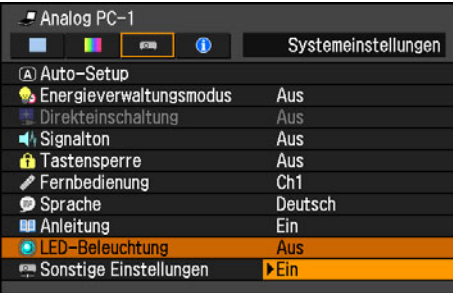 Analog PC-1
Systemeinstellungen
A Auto-Setup
Energieverwaltungsmodus Aus
Direkteinschaltung Aus
Signalton Aus
Tastensperre Aus
Fernbedienung Ch1
Sprache Deutsch
Anleitung Ein
LED-Beleuchtung Aus
Sonstige Einstellungen ▶Ein